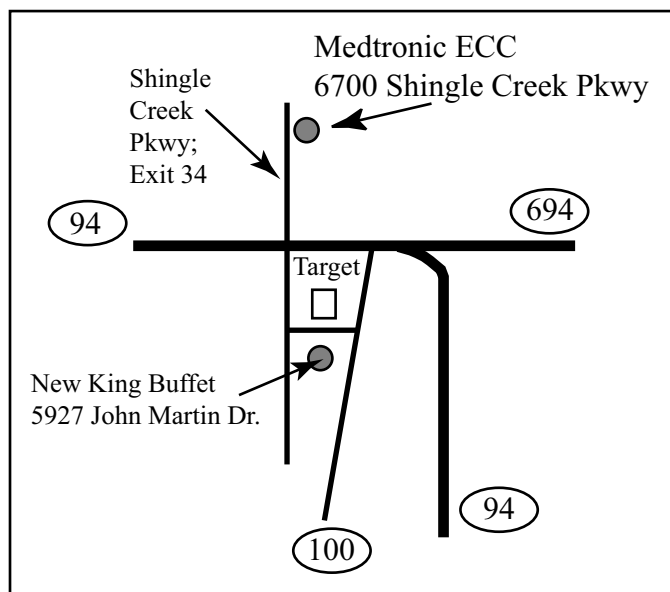 Medtronic ECC
6700 Shingle Creek Pkwy
Shingle
Creek
Pkwy;
Exit 34
94
694
Target
New King Buffet
5927 John Martin Dr.
94
100